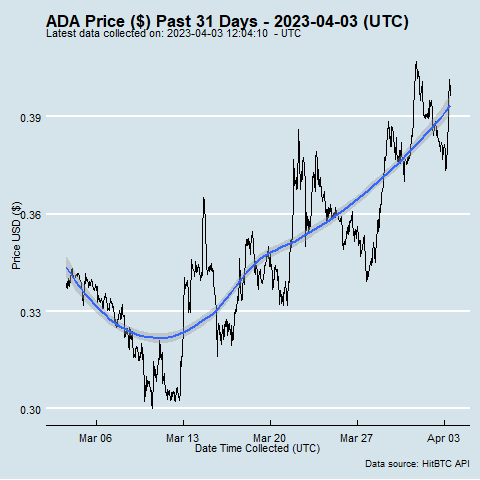 ADA Price ($) Past 31 Days - 2023-04-03 (UTC)
Latest data collected on: 2023-04-03 12:04:10 - UTC
0.39
0.36
0.33
0.30
Price USD ($)
Mar 06
Mar 13
Mar 20
Mar 27
Apr 03
Date Time Collected (UTC)
Data source: HitBTC API